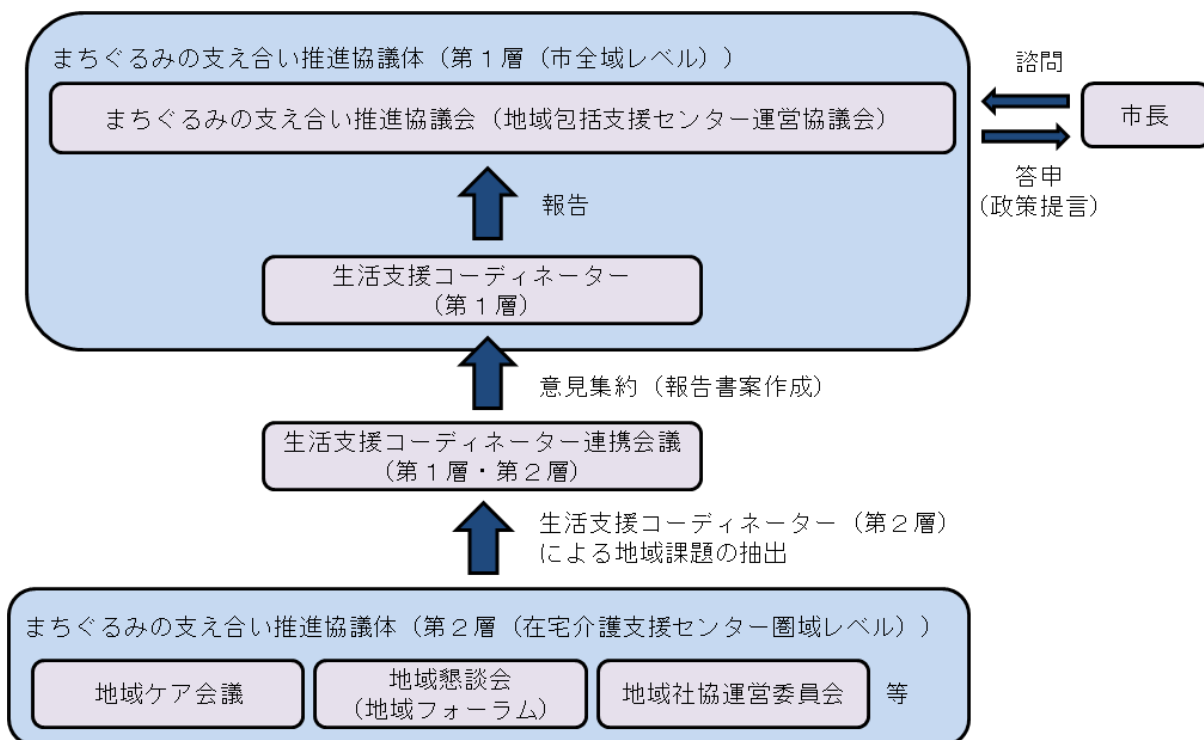 まちぐるみの支え合い推進協議体（第１層（市全域レベル））
まちぐるみの支え合い推進協議会（地域包括支援センター運営協議会）
諮問
市長
答申
（政策提言）
報告
生活支援コーディネーター
（第１層）
意見集約（報告書案作成）
生活支援コーディネーター連携会議
（第１層・第２層）
生活支援コーディネーター（第２層）
による地域課題の抽出
まちぐるみの支え合い推進協議体（第２層（在宅介護支援センター圏域レベル））
地域ケア会議
地域懇談会
（地域フォーラム）
地域社協運営委員会
等